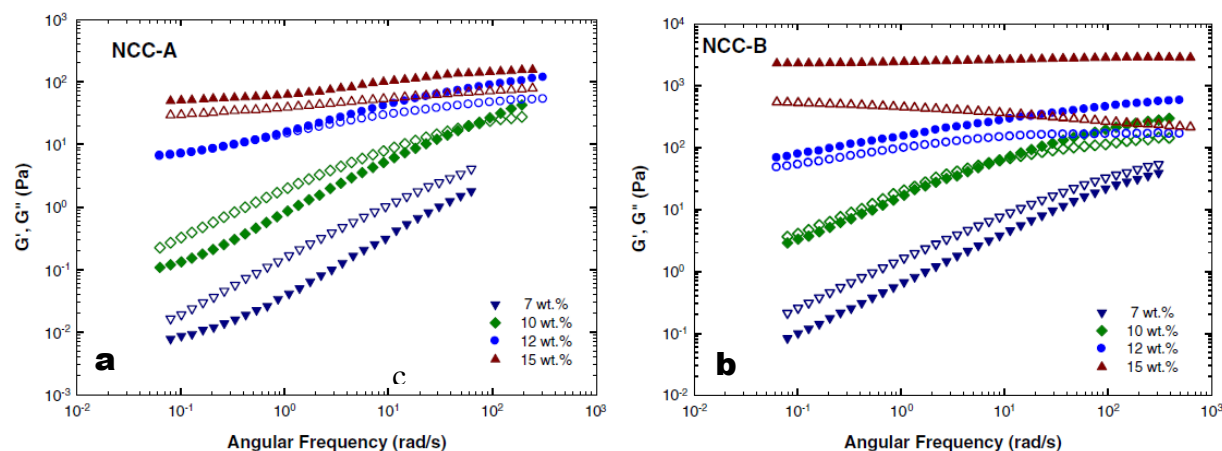 NCC-A
G', G" (Pa)
10³
10²
10¹
10⁰
10⁻¹
10⁻²
10⁻³
7 wt.%
10 wt.%
12 wt.%
15 wt.%
a
c
10⁻² 10⁻¹ 10⁰ 10¹ 10² 10³
Angular Frequency (rad/s)
NCC-B
G', G" (Pa)
10⁴
10³
10²
10¹
10⁰
10⁻¹
10⁻²
7 wt.%
10 wt.%
12 wt.%
15 wt.%
b
10⁻² 10⁻¹ 10⁰ 10¹ 10² 10³
Angular Frequency (rad/s)